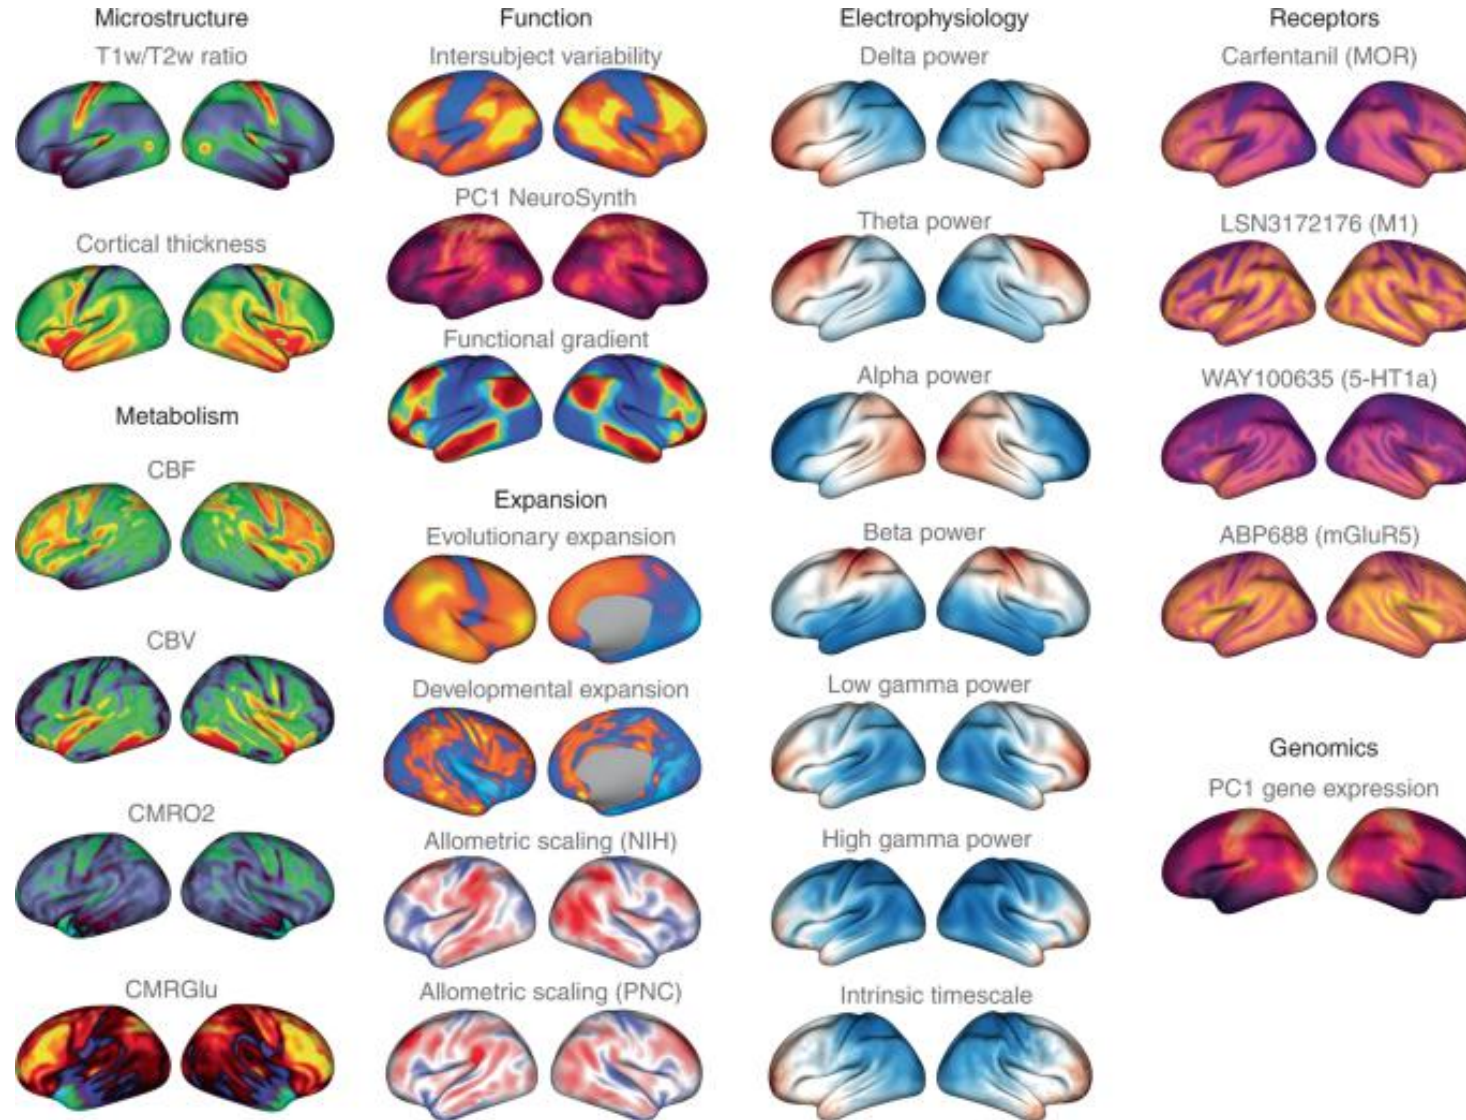 Microstructure
T1w/T2w ratio
Cortical thickness
Metabolism
CBF
CBV
CMRO2
CMRGlu
Function
Intersubject variability
PC1 NeuroSynth
Functional gradient
Expansion
Evolutionary expansion
Developmental expansion
Allometric scaling (NIH)
Allometric scaling (PNC)
Electrophysiology
Delta power
Theta power
Alpha power
Beta power
Low gamma power
High gamma power
Intrinsic timescale
Receptors
Carfentanil (MOR)
LSN3172176 (M1)
WAY100635 (5-HT1a)
ABP688 (mGluR5)
Genomics
PC1 gene expression